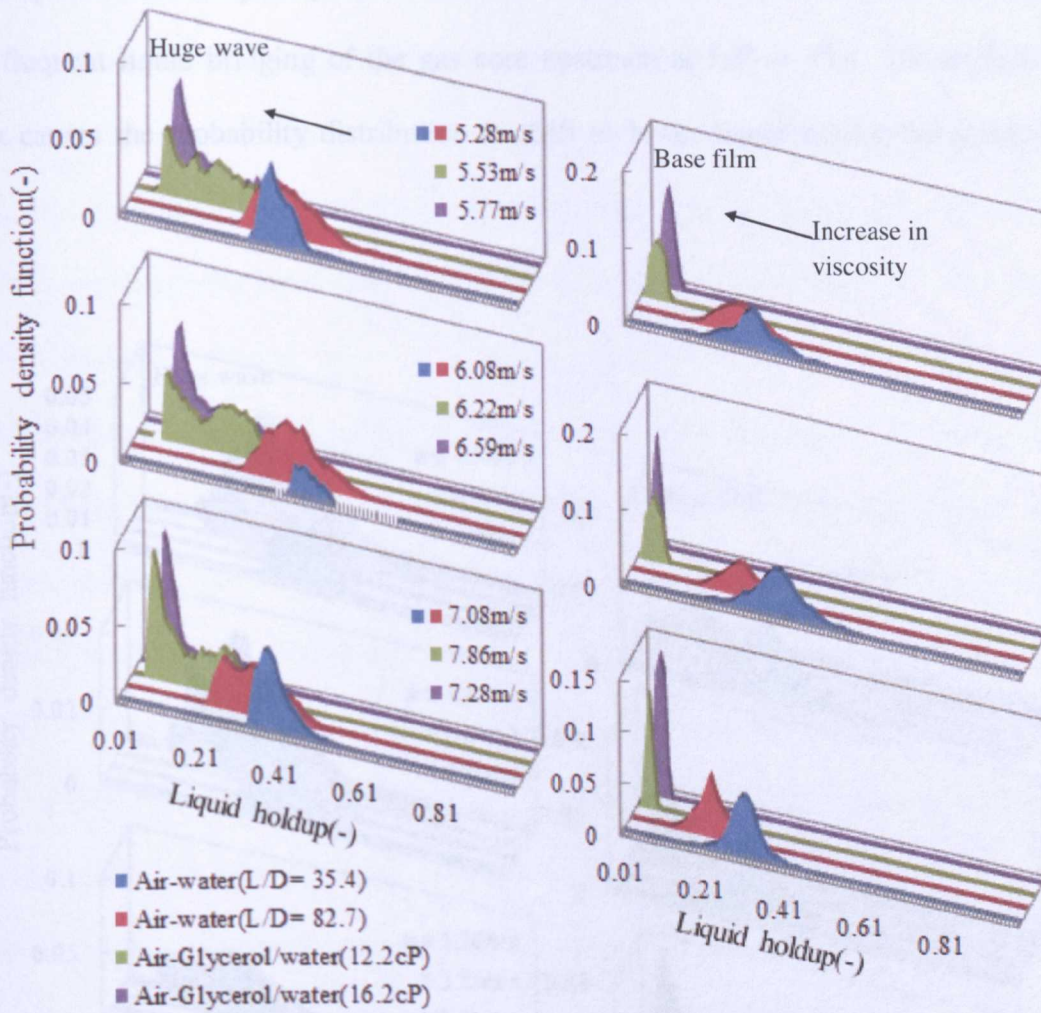 Huge wave
0.1
0.05
0
5.28m/s
5.53m/s
5.77m/s
Base film
0.2
0.1
0
Increase in
viscosity
Probability density functiont(-)
0.1
0.05
0
6.08m/s
6.22m/s
6.59m/s
0.2
0.1
0
0.1
0.05
0
7.08m/s
7.86m/s
7.28m/s
0.01
0.21
0.41
0.61
0.81
Liquid holdup(-)
0.15
0.1
0.05
0
0.01
0.21
0.41
0.61
0.81
Liquid holdup(-)
Air-water(L/D= 35.4)
Air-water(L/D= 82.7)
Air-Glycerol/water(12.2cP)
Air-Glycerol/water(16.2cP)